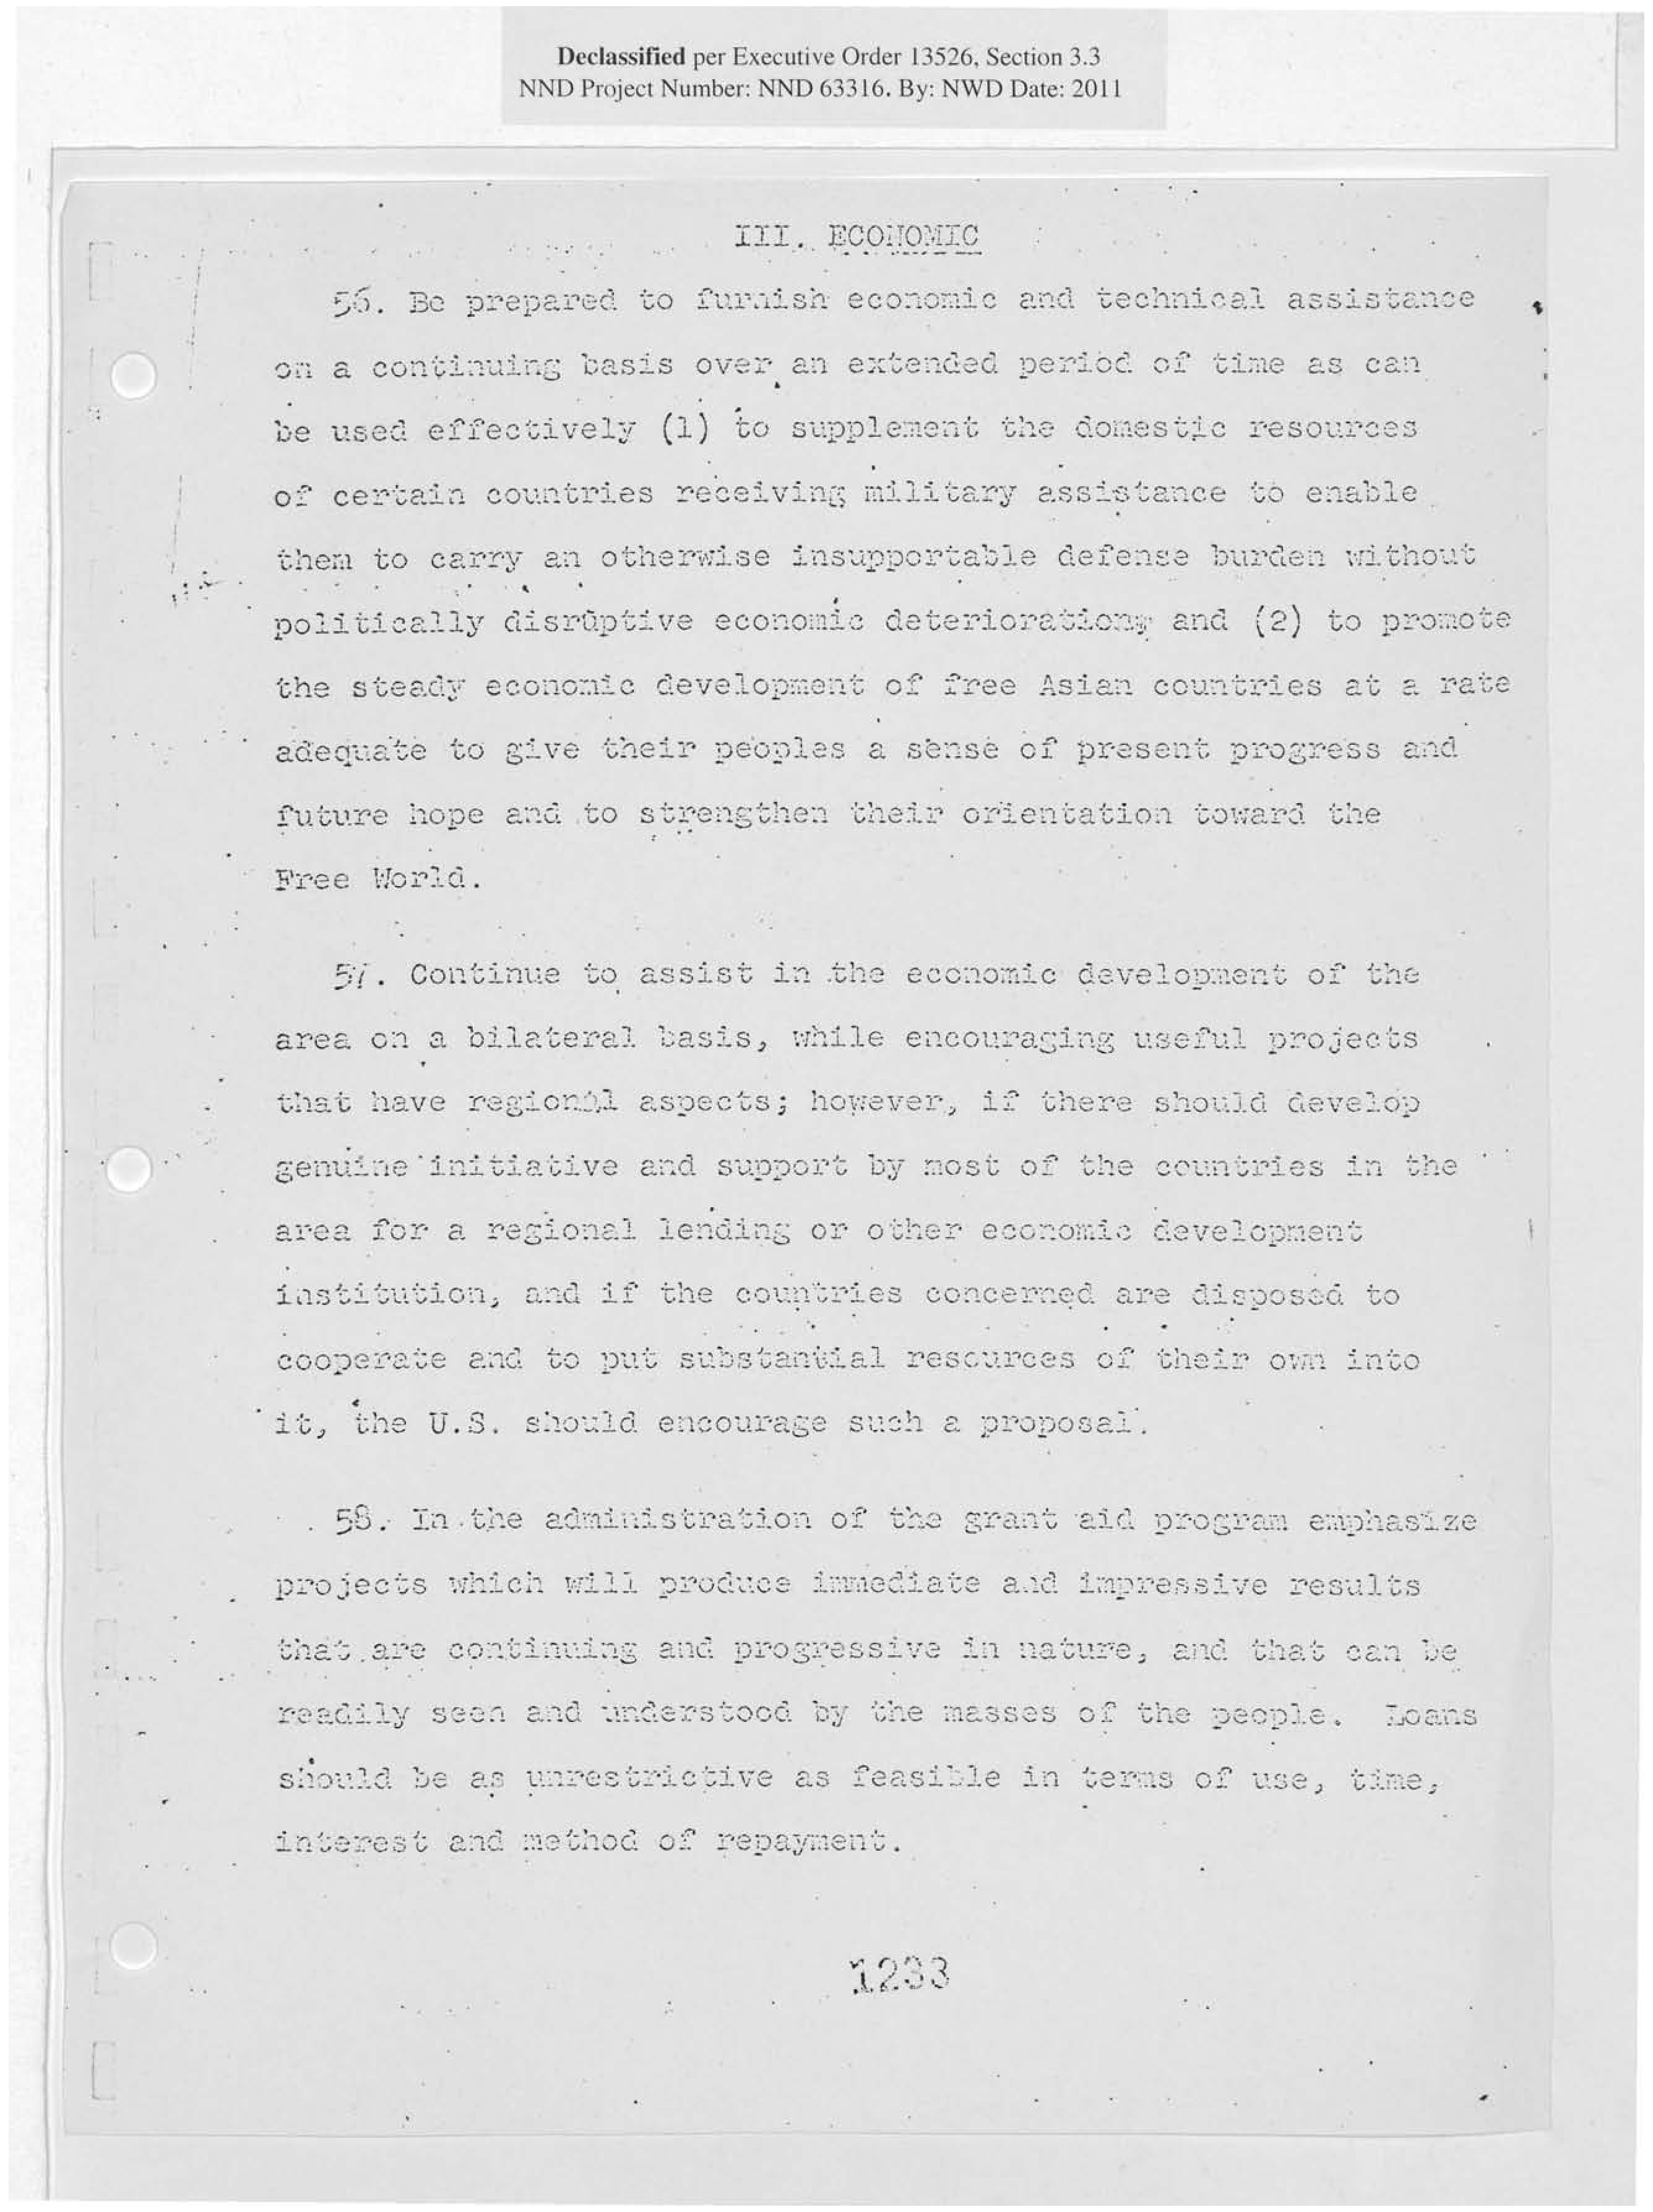 Declassified per Executive Order 13526, Section 3.3
NND Project Number: NND 63316. By: NWD Date: 2011
III. ECONOMIC
56. Be prepared to furnish economic and technical assistance
on a continuing basis over an extended period of time as can
be used effectively (1) to supplement the domestic resources
of certain countries receiving military assistance to enable
them to carry an otherwise insupportable defense burden without
politically disruptive economic deterioration; and (2) to promote
the steady economic development of free Asian countries at a rate
adequate to give their peoples a sense of present progress and
future hope and to strengthen their orientation toward the
Free World.
57. Continue to assist in the economic development of the
area on a bilateral basis, while encouraging useful projects
that have regional aspects; however, if there should develop
genuine initiative and support by most of the countries in the
area for a regional lending or other economic development
institution, and if the countries concerned are disposed to
cooperate and to put substantial resources of their own into
it, the U.S. should encourage such a proposal.
58. In the administration of the grant aid program emphasize
projects which will produce immediate and impressive results
that are continuing and progressive in nature, and that can be
readily seen and understood by the masses of the people. Loans
should be as unrestrictive as feasible in terms of use, time,
interest and method of repayment.
1233